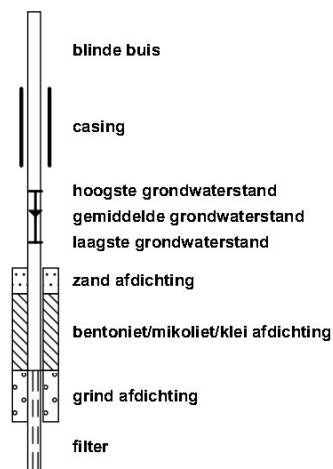 blinde buis
casing
hoogste grondwaterstand
gemiddelde grondwaterstand
laagste grondwaterstand
zand afdichting
bentoniet/mikoliet/klei afdichting
grind afdichting
filter